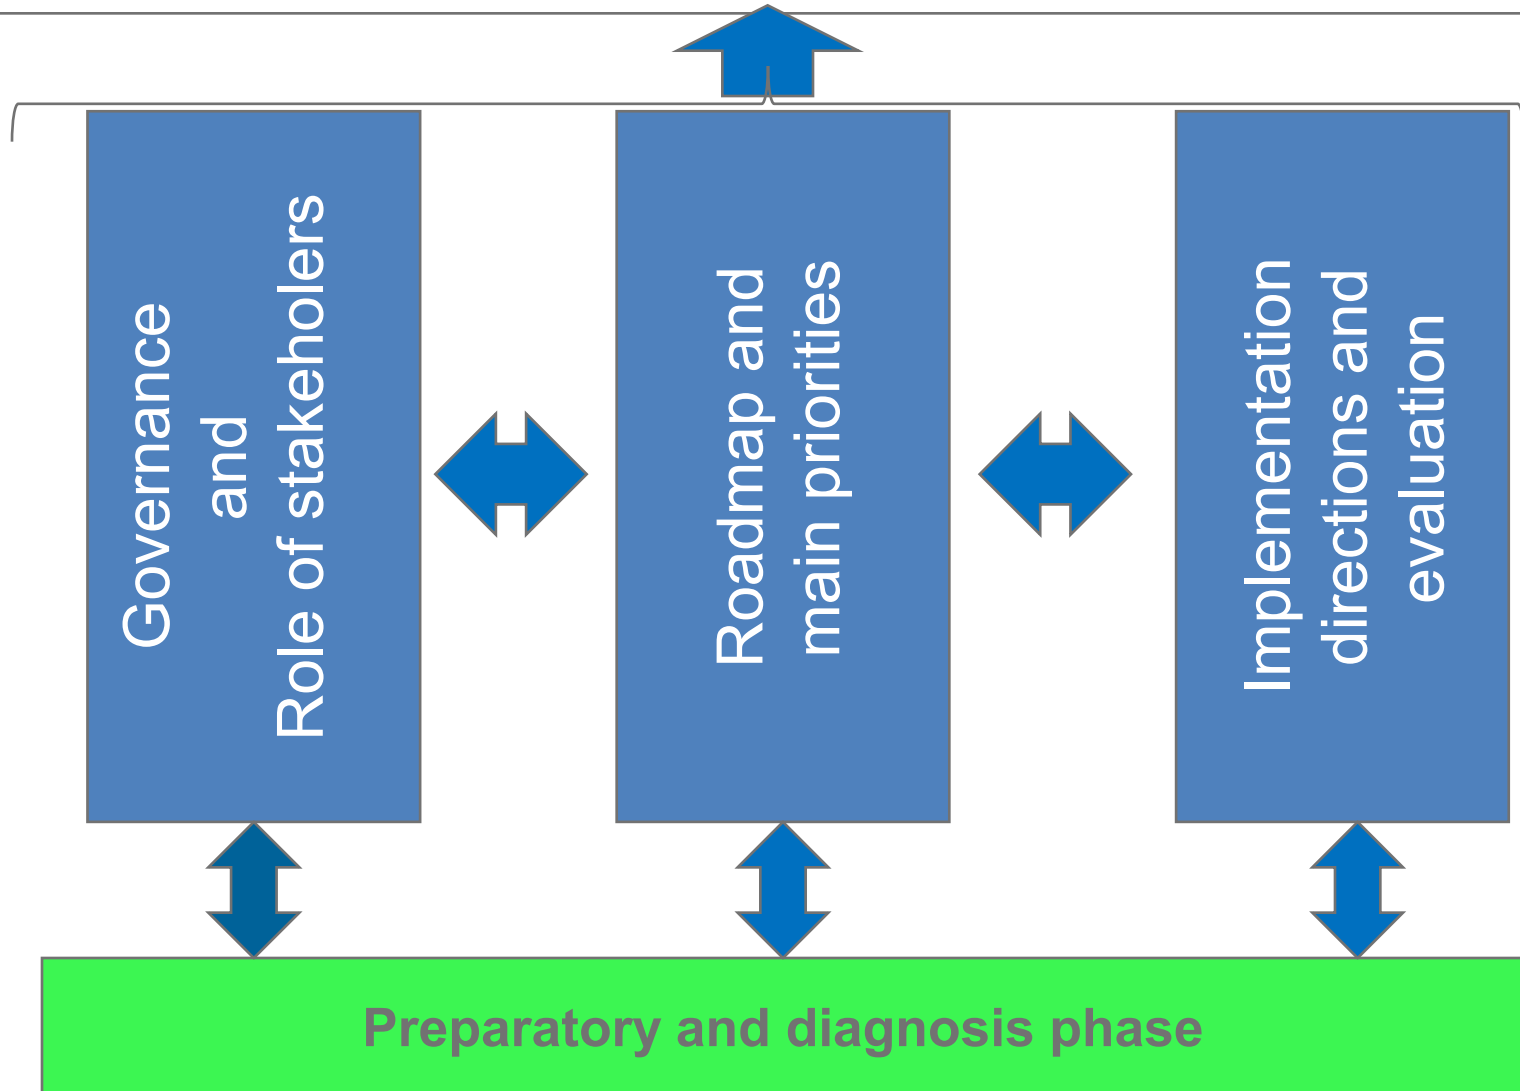 Governance
and
Role of stakeholers
Roadmap and
main priorities
Implementation
directions and
evaluation
Preparatory and diagnosis phase